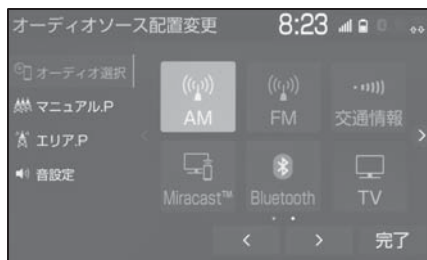 オーディオソース配置変更 8:23
オーディオ選択
マニュアル.P
エリア.P
音設定
AM FM 交通情報
Miracast™ Bluetooth TV
< > 完了